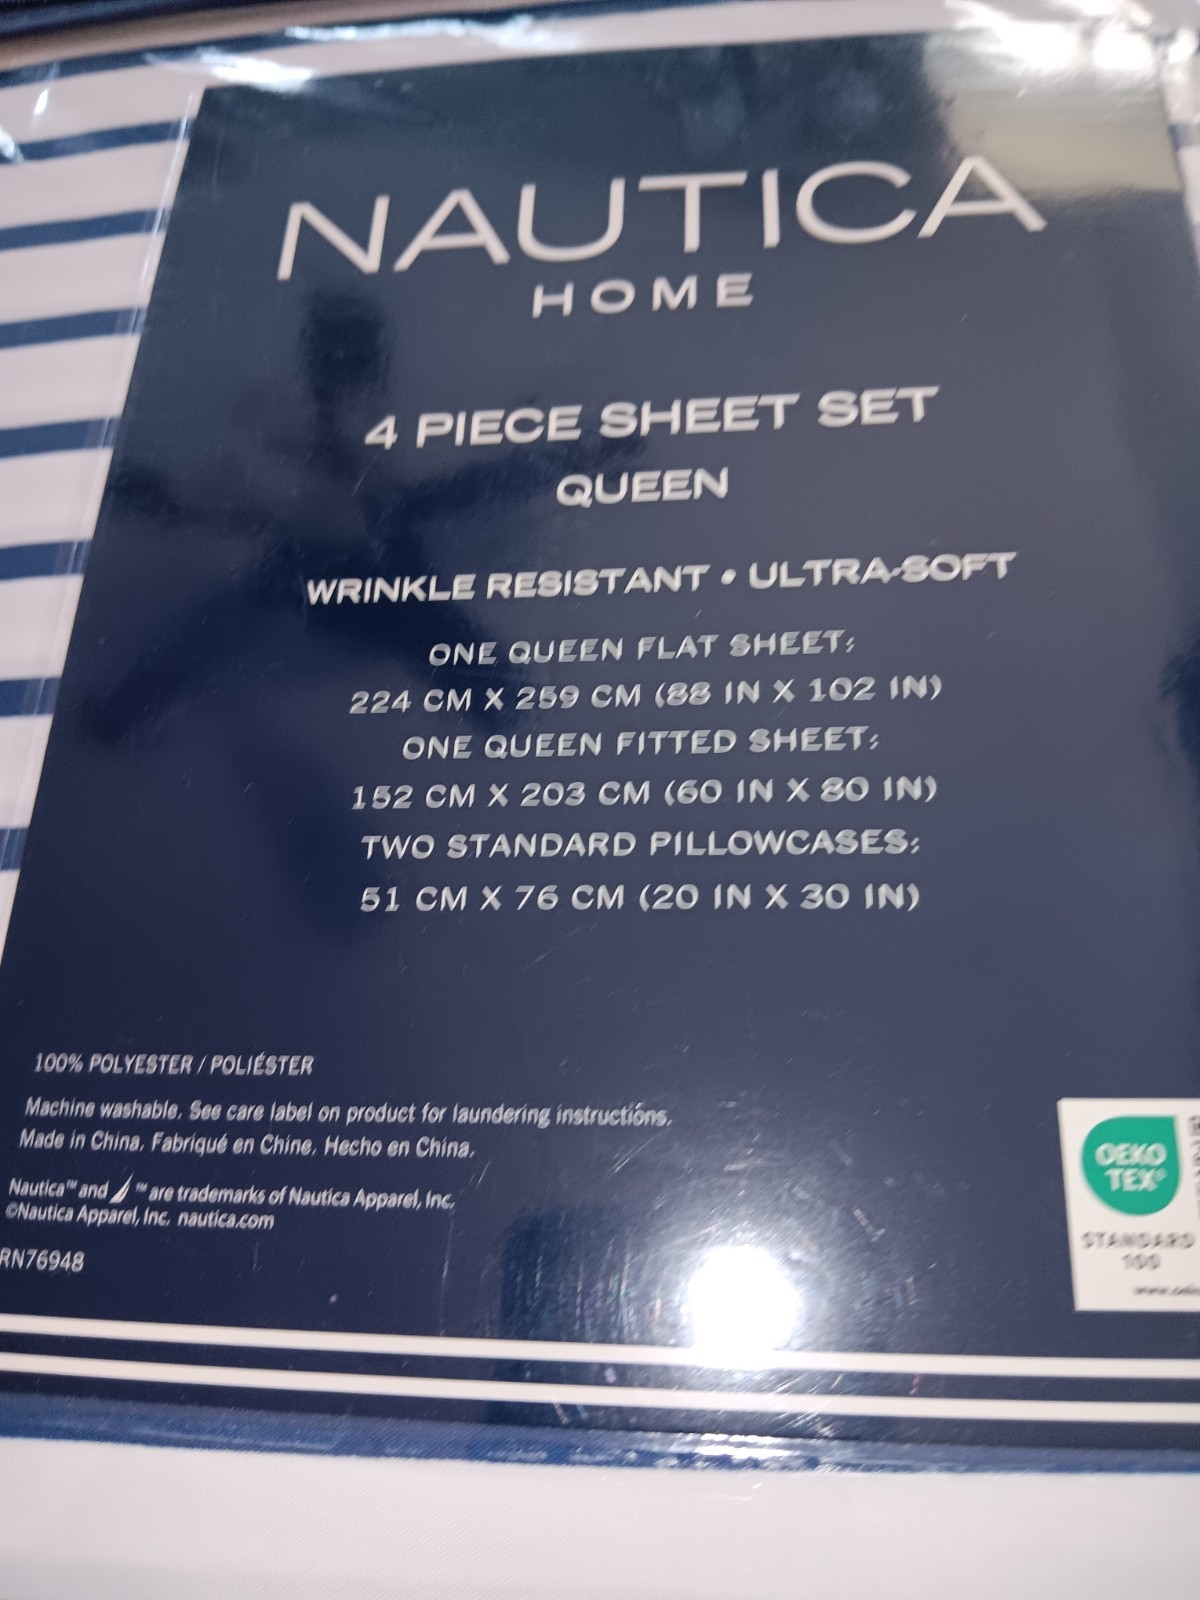 NAUTICA
HOME
4 PIECE SHEET SET
QUEEN
WRINKLE RESISTANT • ULTRA-SOFT
ONE QUEEN FLAT SHEET:
224 CM X 259 CM (88 IN X 102 IN)
ONE QUEEN FITTED SHEET:
152 CM X 203 CM (60 IN X 80 IN)
TWO STANDARD PILLOWCASES:
51 CM X 76 CM (20 IN X 30 IN)
100% POLYESTER / POLIÉSTER
Machine washable. See care label on product for laundering instructions.
Made in China. Fabriqué en Chine. Hecho en China.
Nautica™ and ™ are trademarks of Nautica Apparel, Inc.
©Nautica Apparel, Inc. nautica.com
RN76948
OEKO
TEX®
STANDARD
100